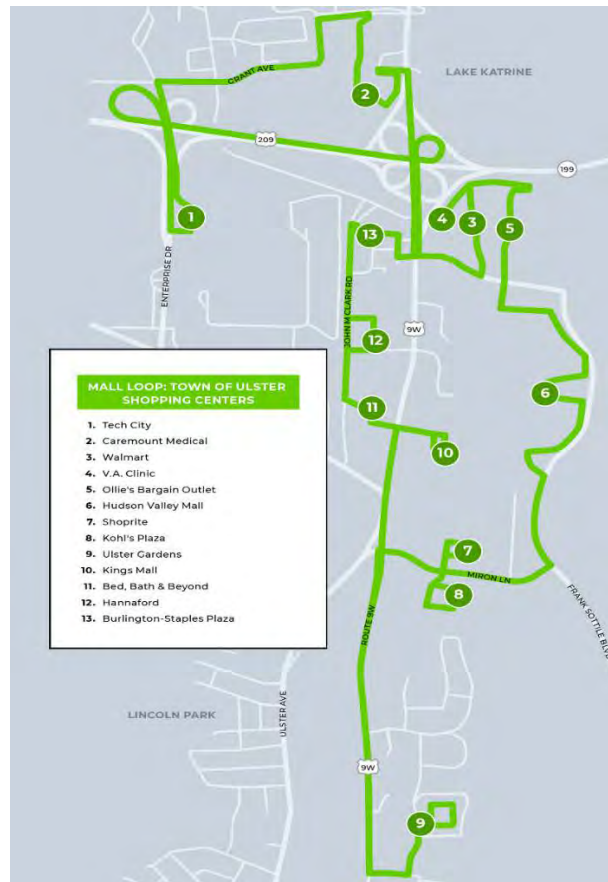 GRANT AVE
LAKE KATRINE
2
209
199
1
4
3
5
13
ENTERPRISE DR
JOHN M CLARK RD
9W
12
MALL LOOP: TOWN OF ULSTER
SHOPPING CENTERS
1. Tech City
2. Caremount Medical
3. Walmart
4. V.A. Clinic
5. Ollie's Bargain Outlet
6. Hudson Valley Mall
7. Shoprite
8. Kohl's Plaza
9. Ulster Gardens
10. Kings Mall
11. Bed, Bath & Beyond
12. Hannaford
13. Burlington-Staples Plaza
6
11
10
7
MIRON LN
8
FRANK SOTTILE BLVD
ROUTE 9W
LINCOLN PARK
ULSTER AVE
9W
9